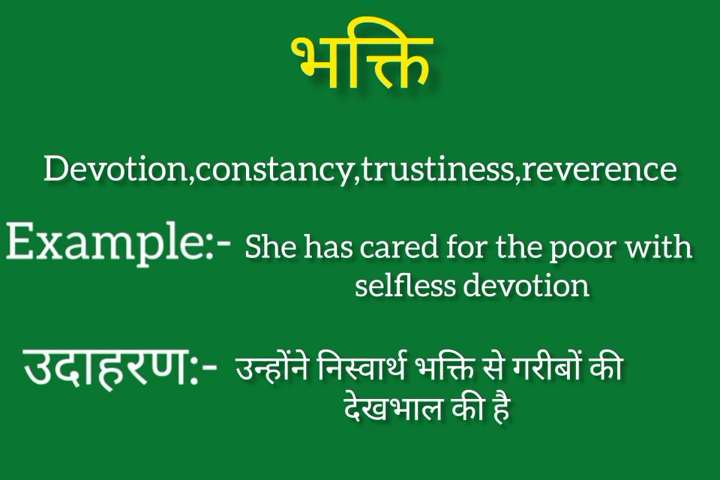 भक्ति
Devotion,constancy,trustiness,reverence
Example:- She has cared for the poor with
selfless devotion
उदाहरण:- उन्होंने निस्वार्थ भक्ति से गरीबों की
देखभाल की है